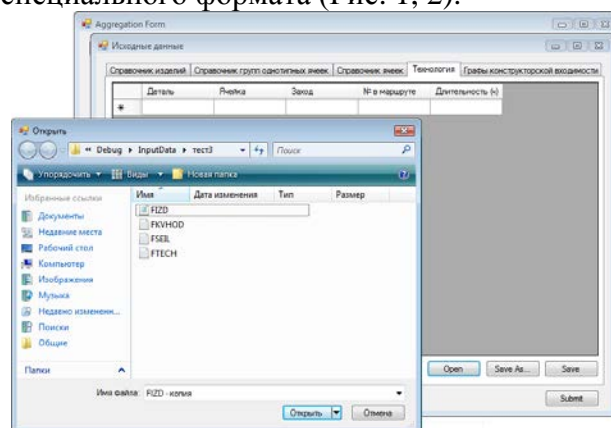 специального формата (Рис. 1, 2).
Aggregation Form
Исходные данные
Справочник изделий Справочник групп однотипных ячеек Справочник ячеек Технология Графы конструкторской входимости
Деталь Ячейка Заход № в маршруте Длительность (ч)
Открыть
« Debug ▸ InputData ▸ тест3 Поиск
Упорядочить Виды Новая папка
Избранные ссылки
Имя Дата изменения Тип Размер
Документы
Недавние места
Рабочий стол
Компьютер
Изображения
Музыка
Недавно изменени...
Поиски
Общие
FIZD
FKVHOD
FSEIL
FTECH
Папки
Имя файла: FIZD - копия
Открыть Отмена
Open Save As... Save
Submit